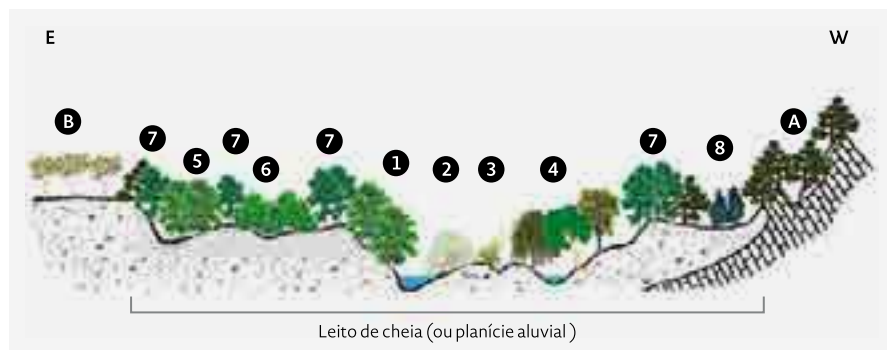 E W
B 7 5 7 6 7 1 2 3 4 7 8 A
Leito de cheia (ou planície aluvial )